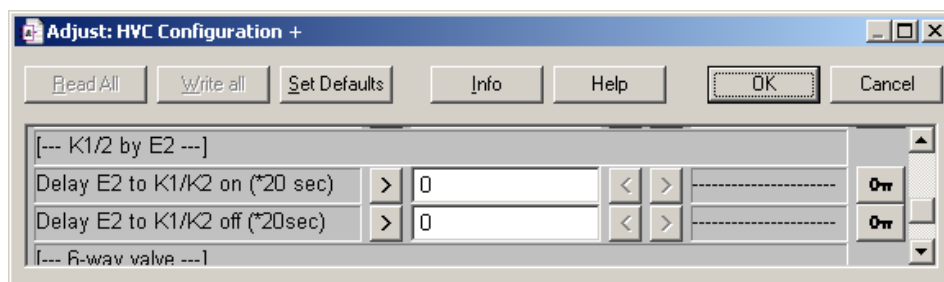 Adjust: HVC Configuration +
Read All Write all Set Defaults Info Help OK Cancel
[--- K1/2 by E2 ---]
Delay E2 to K1/K2 on (*20 sec) > 0 < > ----------------------
Delay E2 to K1/K2 off (*20sec) > 0 < > ----------------------
[--- 6-way valve ---]